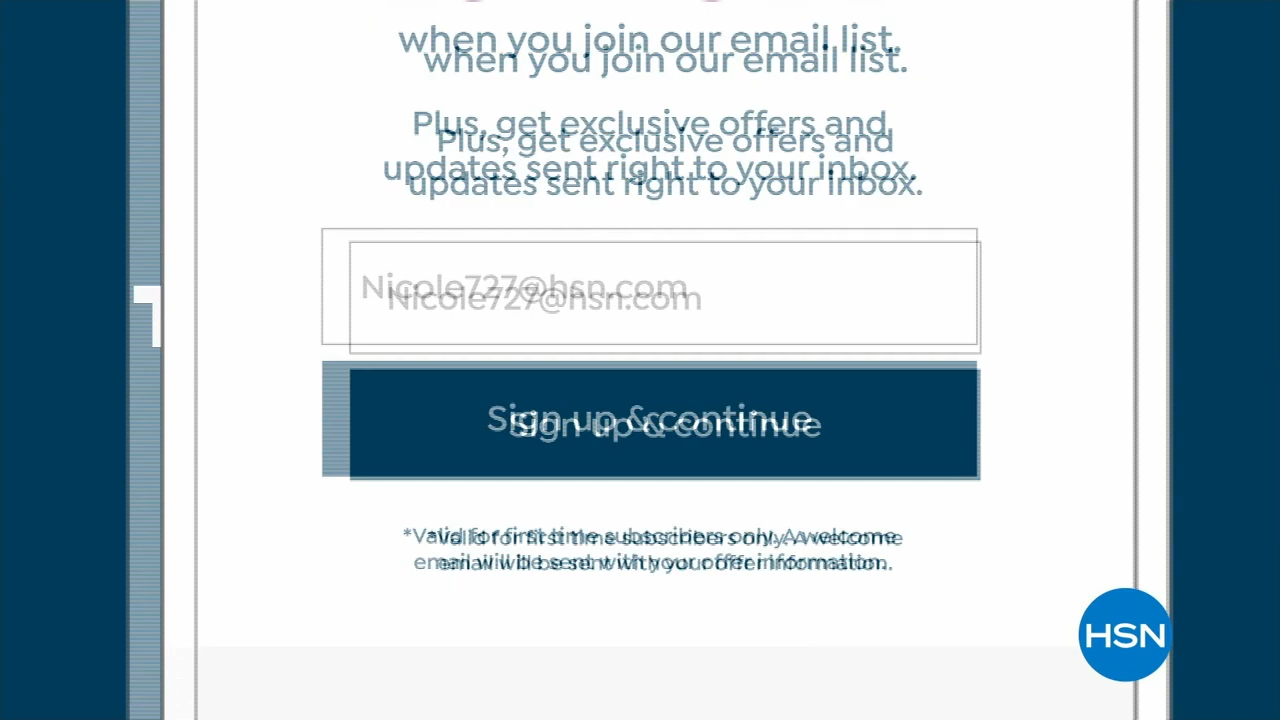 when you join our email list.
Plus, get exclusive offers and
updates sent right to your inbox.
Nicole727@hsn.com
Sign up & continue
*Valid for first time subscribers only. A welcome
email will be sent with your offer information.
HSN